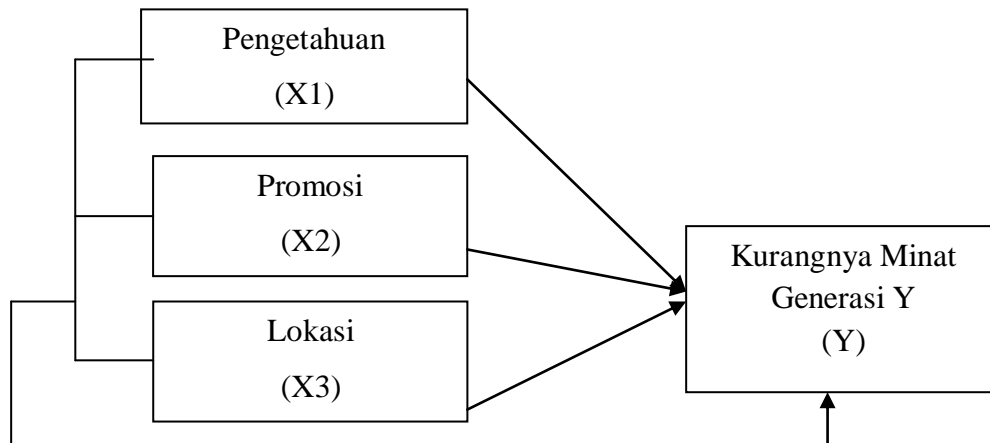 Pengetahuan
(X1)
Promosi
(X2)
Lokasi
(X3)
Kurangnya Minat
Generasi Y
(Y)